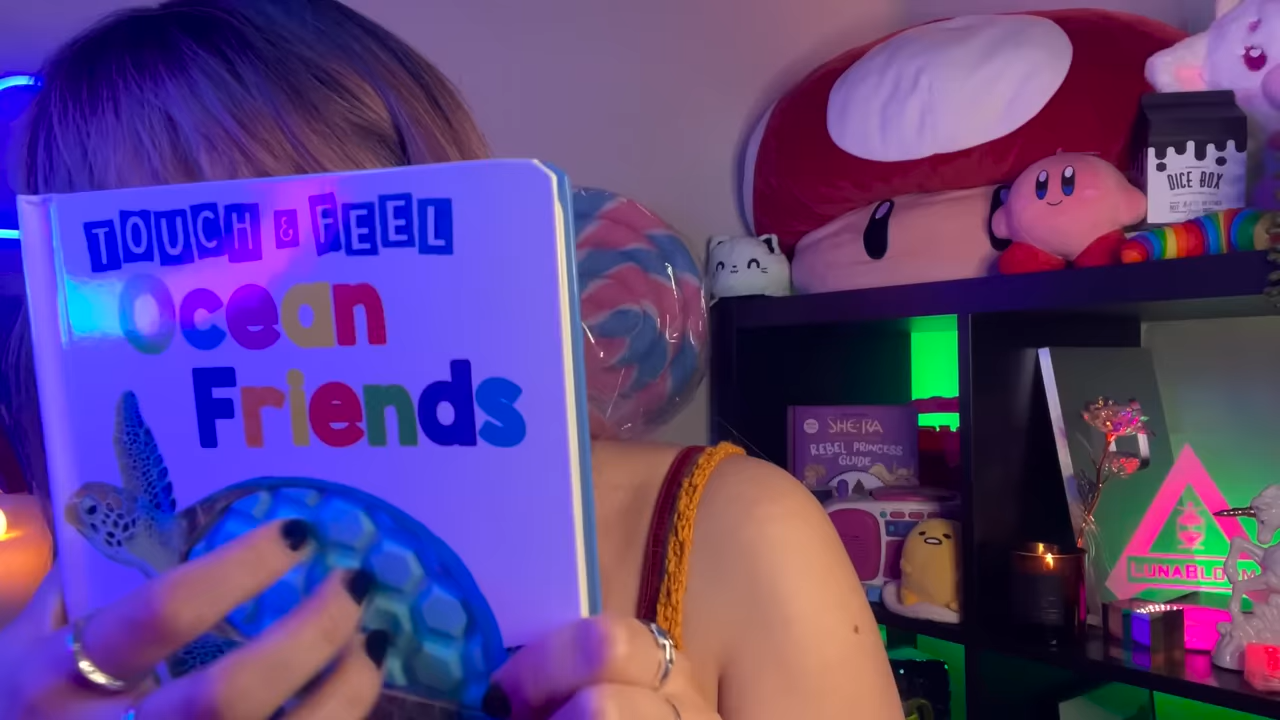 TOUCH & FEEL
Ocean
Friends
DICE BOX
SHE-RA
REBEL PRINCESS
GUIDE
LUNABLOOM